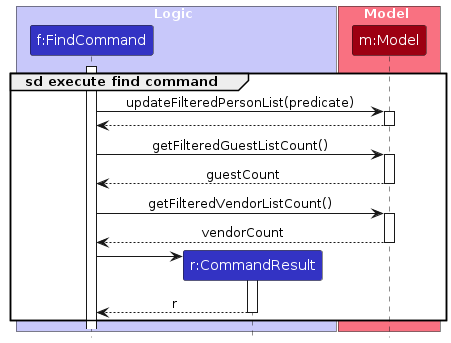 Logic
Model
f:FindCommand
m:Model
sd execute find command
updateFilteredPersonList(predicate)
getFilteredGuestListCount()
guestCount
getFilteredVendorListCount()
vendorCount
r:CommandResult
r